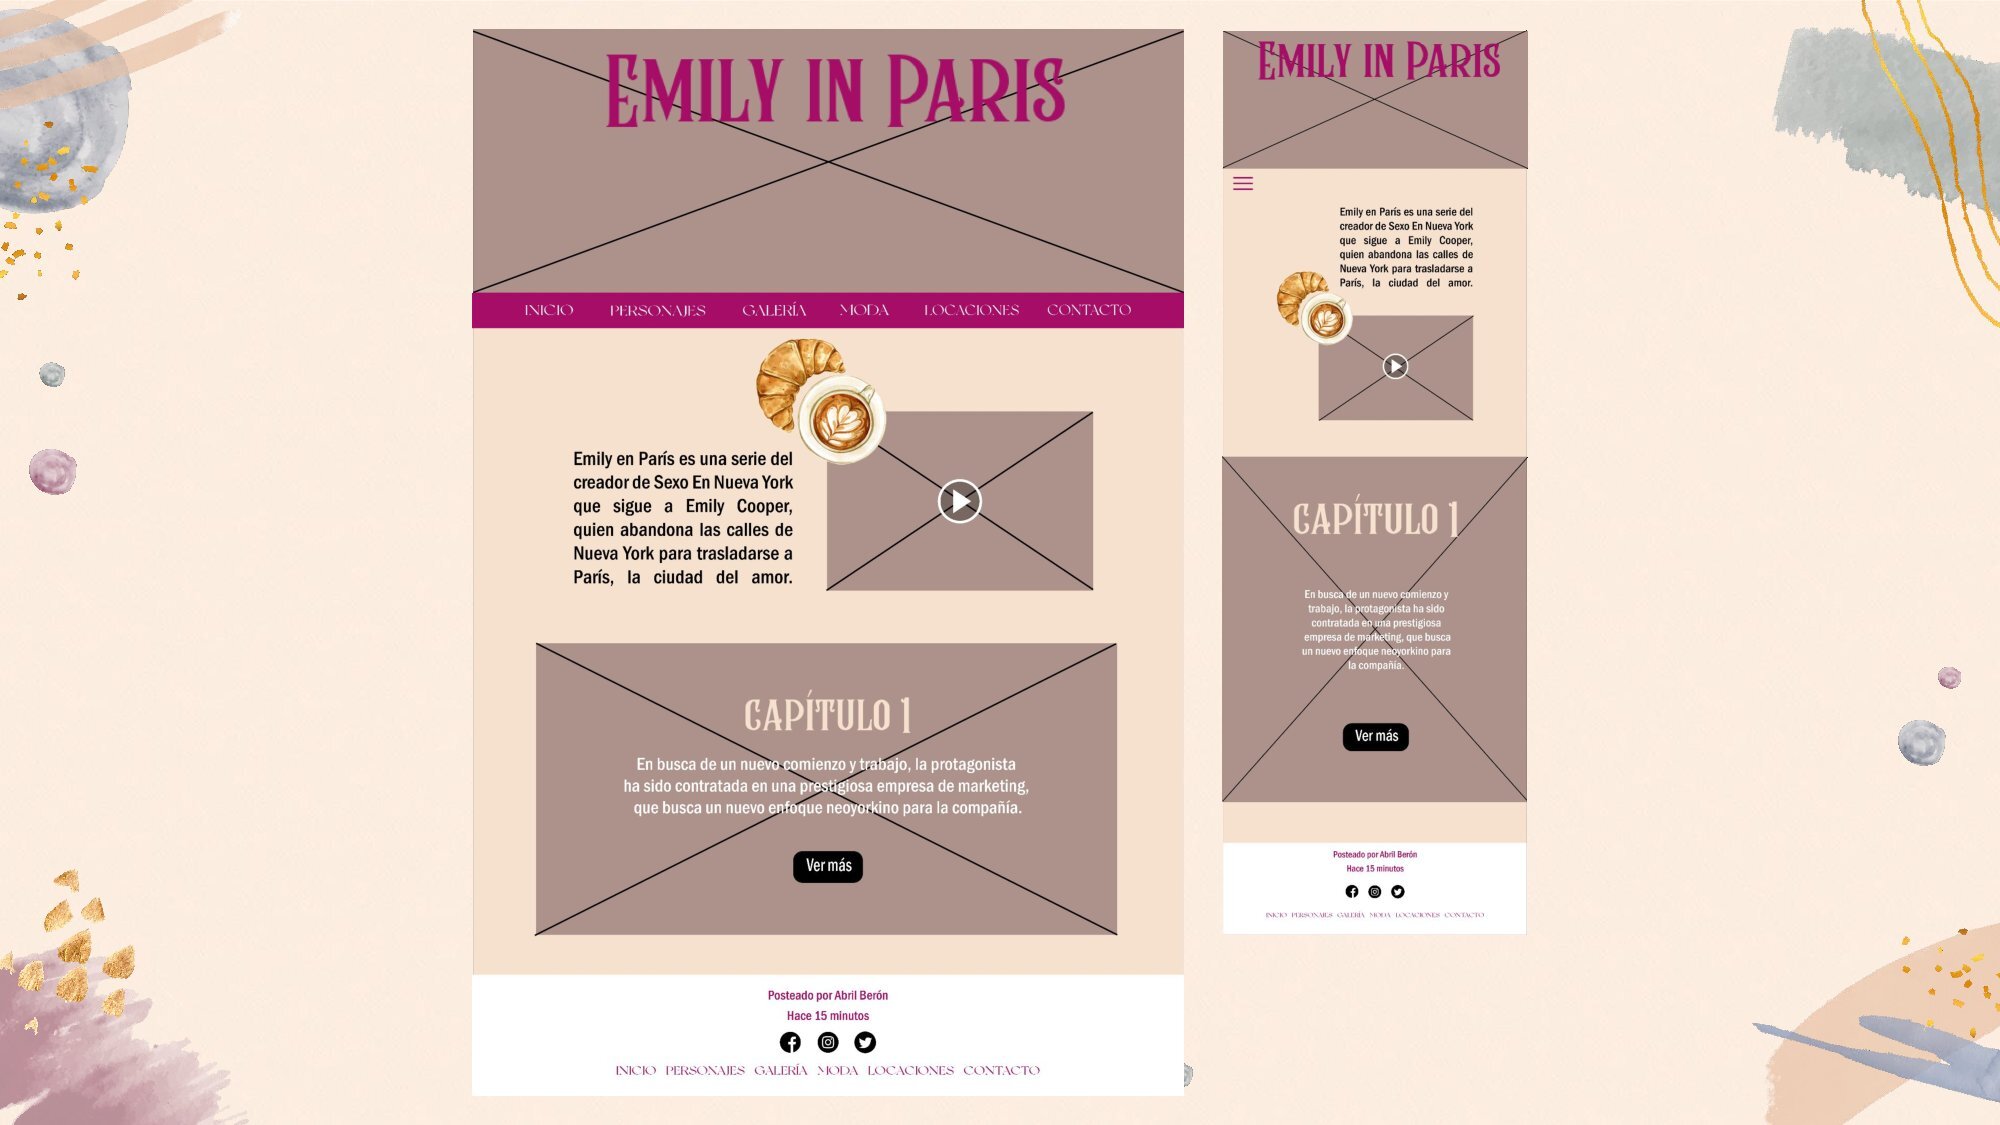 EMILY IN PARIS
INICIO PERSONAJES GALERÍA MODA LOCACIONES CONTACTO
Emily en París es una serie del
creador de Sexo En Nueva York
que sigue a Emily Cooper,
quien abandona las calles de
Nueva York para trasladarse a
París, la ciudad del amor.
CAPÍTULO 1
En busca de un nuevo comienzo y trabajo, la protagonista
ha sido contratada en una prestigiosa empresa de marketing,
que busca un nuevo enfoque neoyorkino para la compañía.
Ver más
Posteado por Abril Berón
Hace 15 minutos
INICIO PERSONAJES GALERÍA MODA LOCACIONES CONTACTO
EMILY IN PARIS
Emily en París es una serie del
creador de Sexo En Nueva York
que sigue a Emily Cooper,
quien abandona las calles de
Nueva York para trasladarse a
París, la ciudad del amor.
CAPÍTULO 1
En busca de un nuevo comienzo y
trabajo, la protagonista ha sido
contratada en una prestigiosa
empresa de marketing, que busca
un nuevo enfoque neoyorkino para
la compañía.
Ver más
Posteado por Abril Berón
Hace 15 minutos
INICIO PERSONAJES GALERÍA MODA LOCACIONES CONTACTO